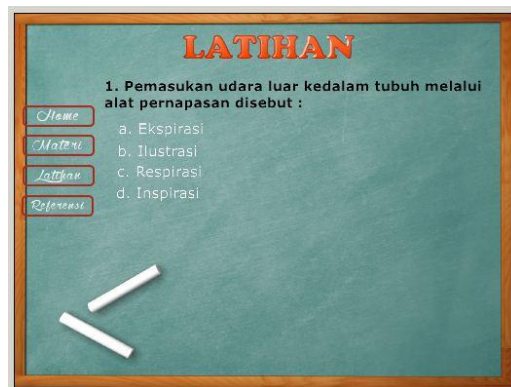 LATIHAN
1. Pemasukan udara luar kedalam tubuh melalui
alat pernapasan disebut :
Home
Materi
Latihan
Referensi
a. Ekspirasi
b. Ilustrasi
c. Respirasi
d. Inspirasi